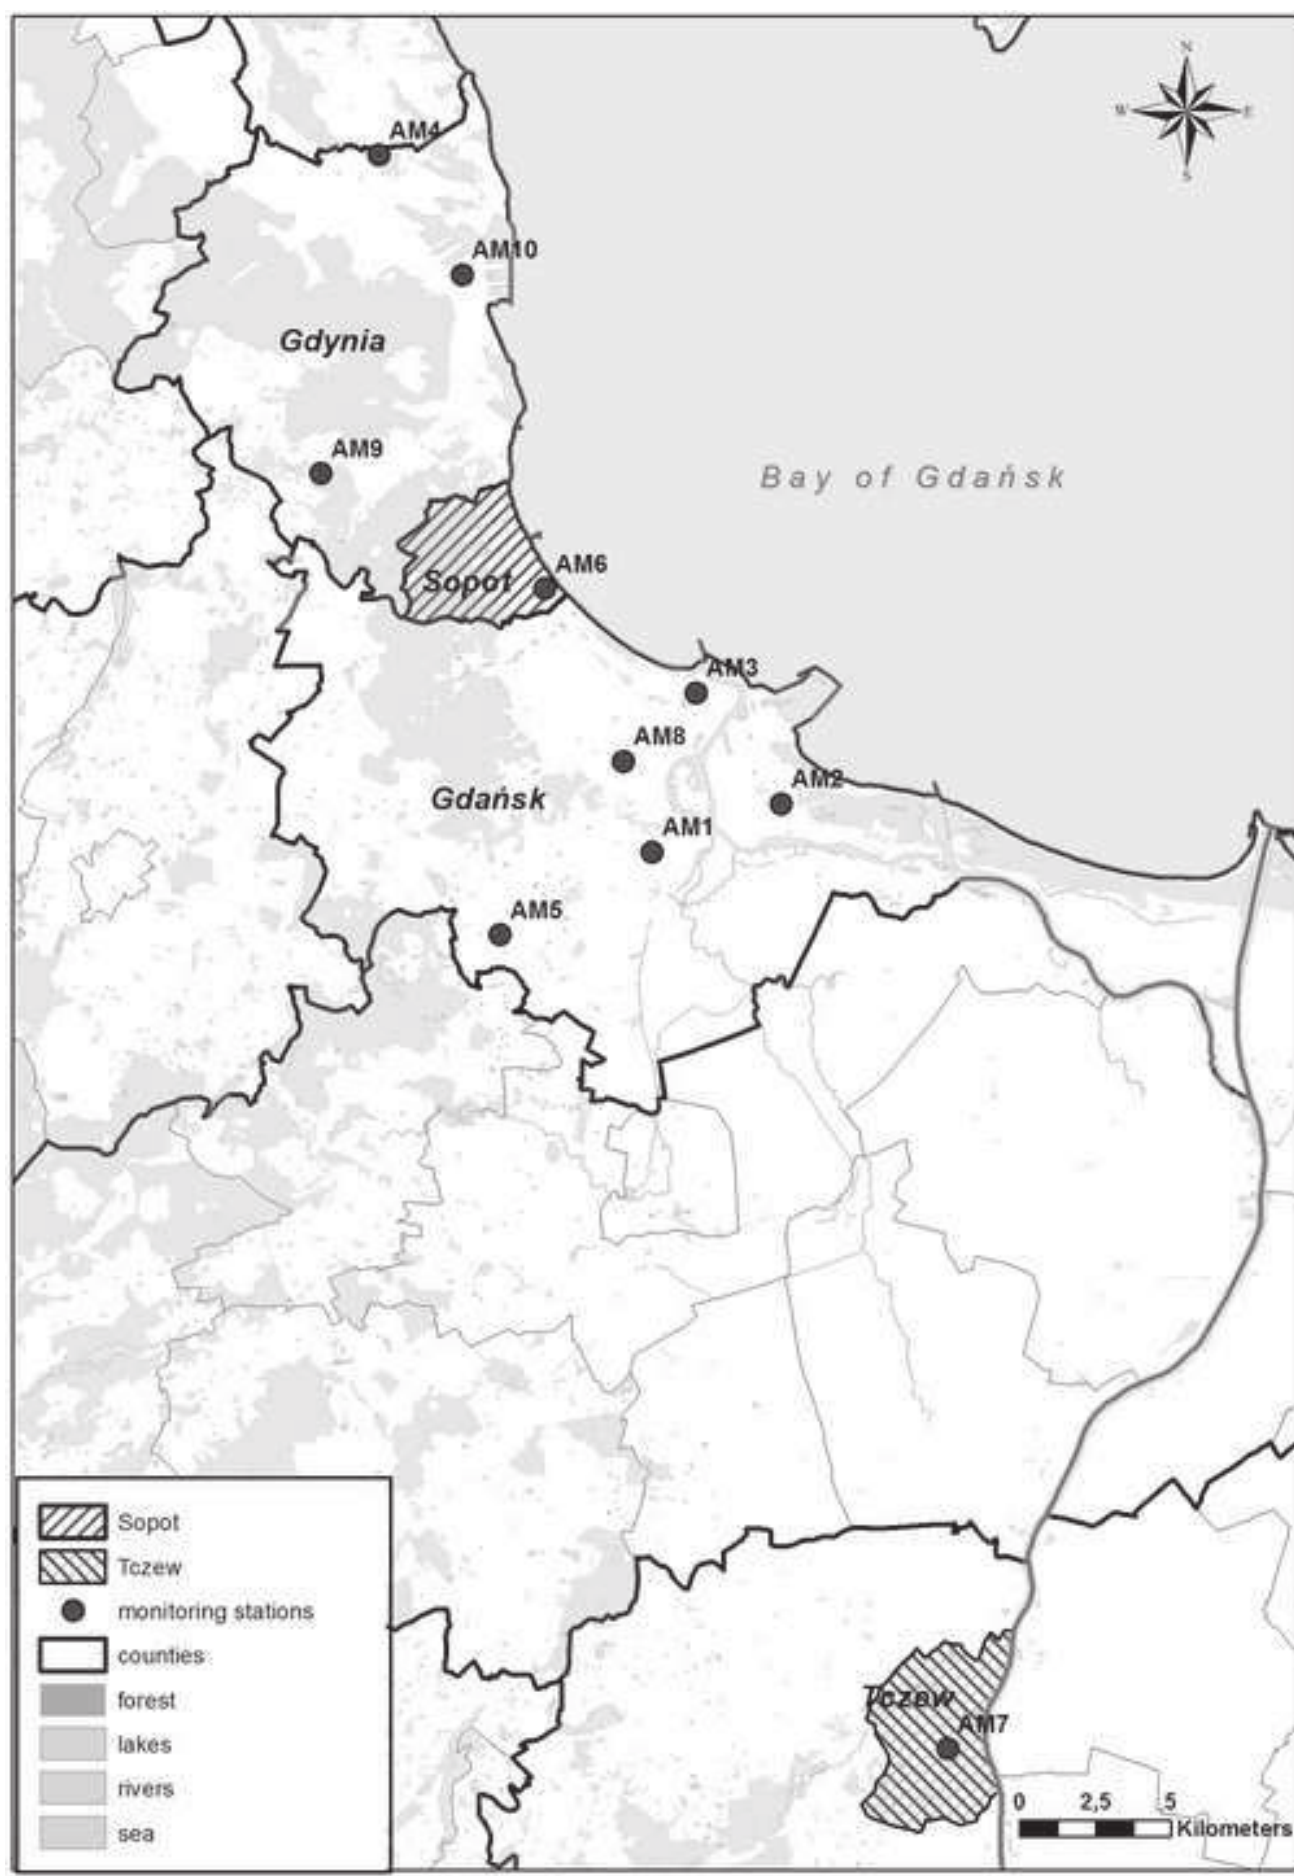 N
W E
S
AM4
AM10
Gdynia
AM9
Bay of Gdańsk
AM6
Sopot
AM3
AM8
AM2
Gdańsk
AM1
AM5
Sopot
Tczew
monitoring stations
counties
forest
lakes
rivers
sea
Tczew
AM7
0 2,5 5
Kilometers